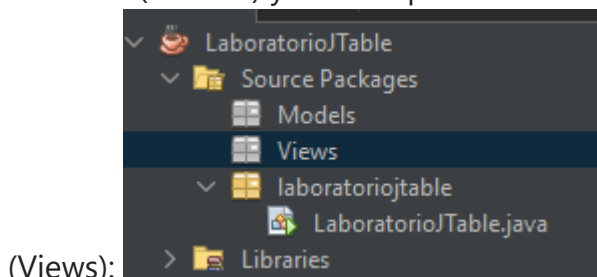 LaboratorioJTable
Source Packages
Models
Views
laboratoriojtable
LaboratorioJTable.java
(Views):
Libraries